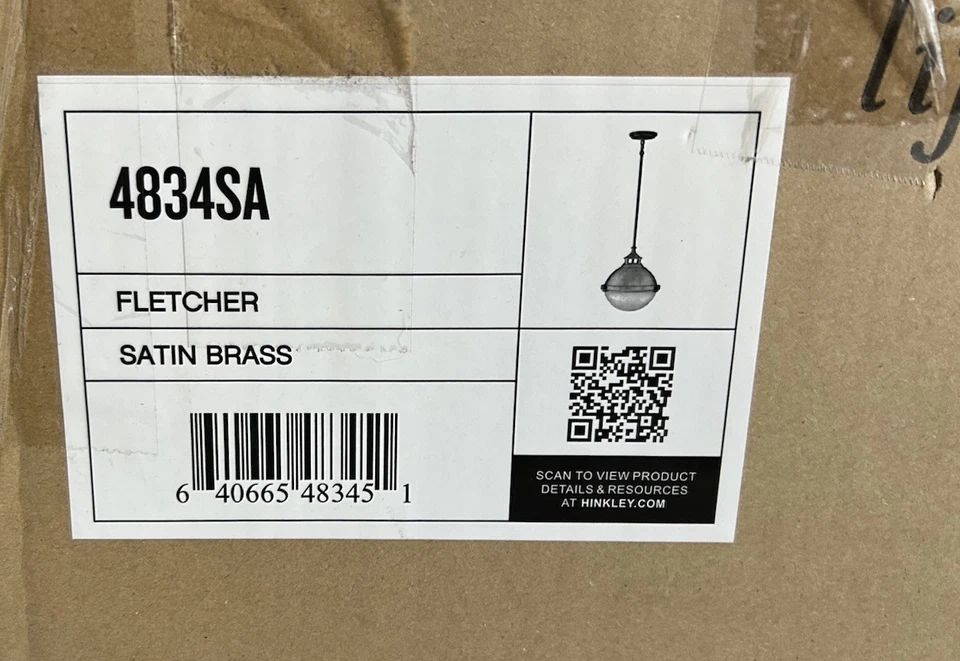 4834SA
FLETCHER
SATIN BRASS
6 40665 48345 1
SCAN TO VIEW PRODUCT
DETAILS & RESOURCES
AT HINKLEY.COM